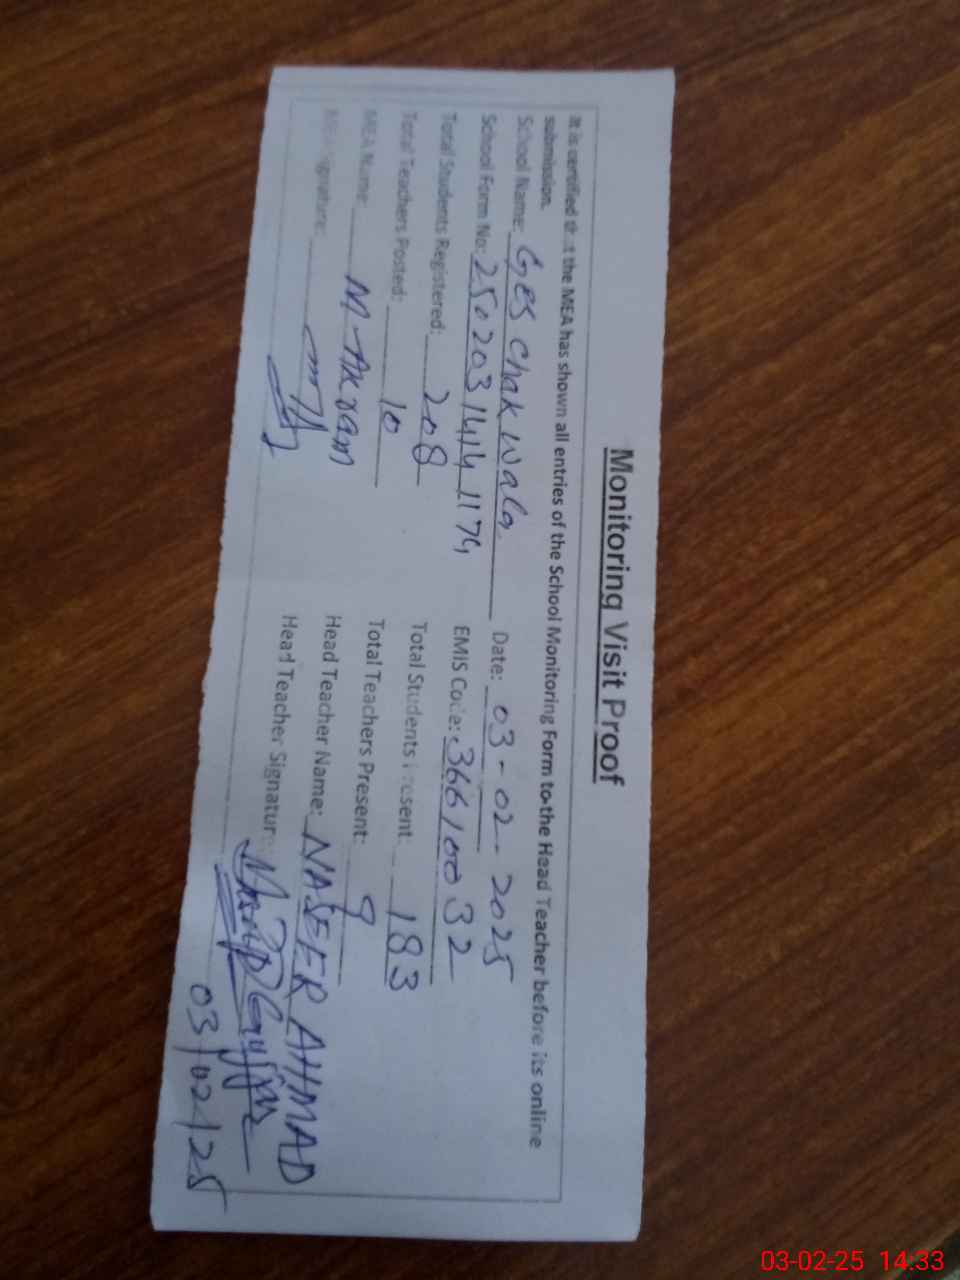 Monitoring Visit Proof
It is certified that the MEA has shown all entries of the School Monitoring Form to the Head Teacher before its online
submission.
School Name: Ges chak wala Date: 03-02-2025
School Form No: 25020314141179 EMIS Code: 36610032
Total Students Registered: 208 Total Students Present: 183
Total Teachers Posted: 10 Total Teachers Present: 9
MEA Name: M-Akram Head Teacher Name: NASEER AHMAD
MEA Signature: Head Teacher Signature:
03/02/25
03-02-25 14:33